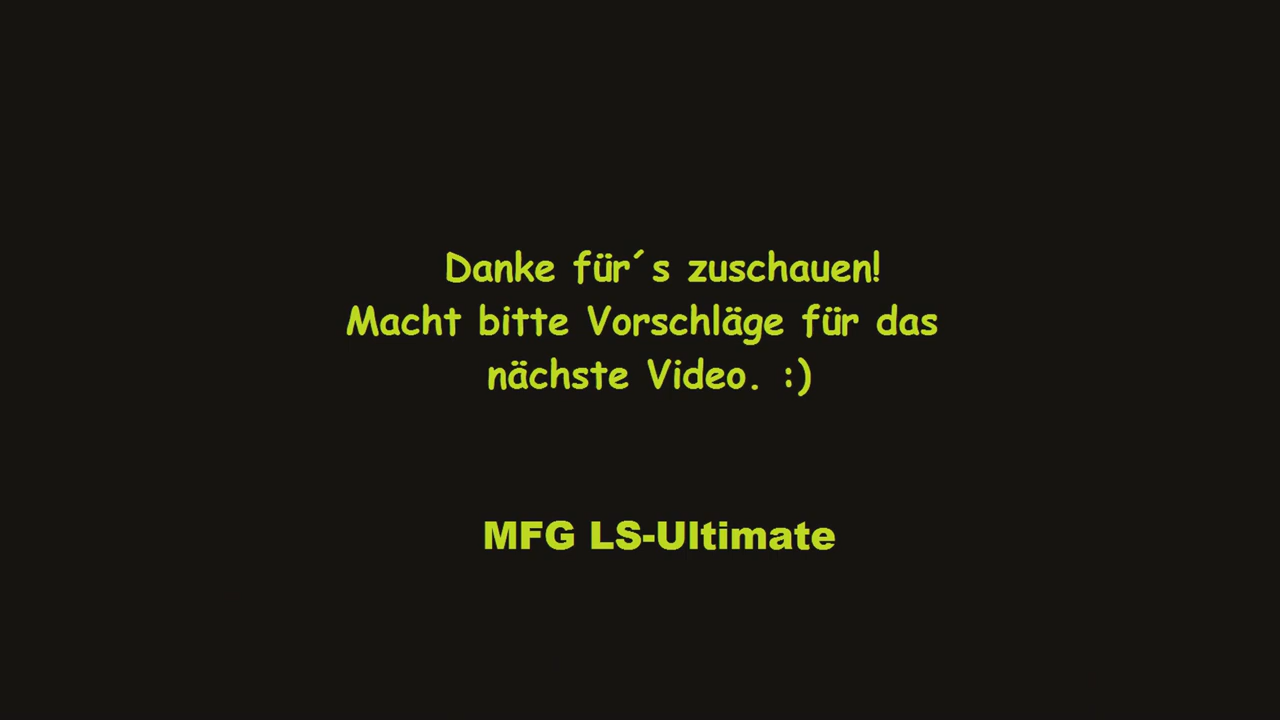 Danke für´s zuschauen!
Macht bitte Vorschläge für das
nächste Video. :)
MFG LS-Ultimate